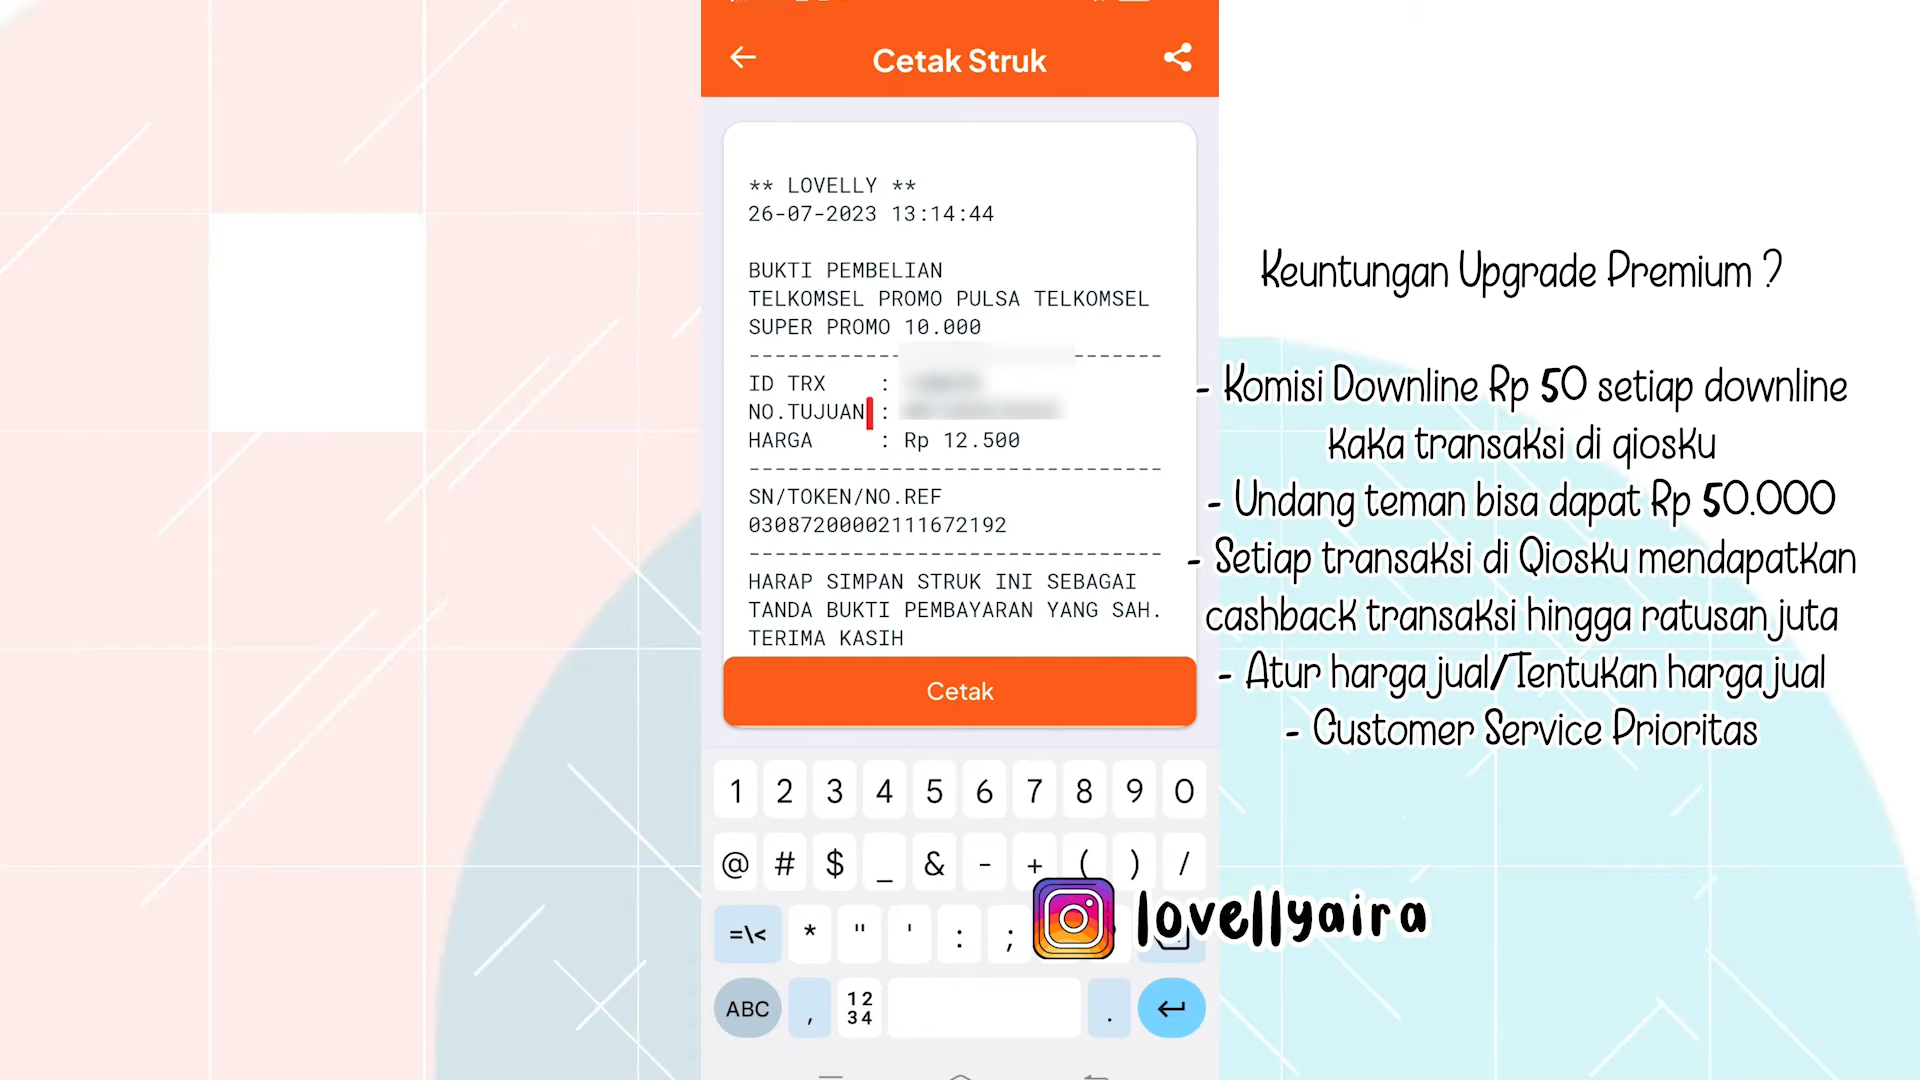 Cetak Struk
** LOVELLY **
26-07-2023 13:14:44
BUKTI PEMBELIAN
TELKOMSEL PROMO PULSA TELKOMSEL
SUPER PROMO 10.000
ID TRX :
NO.TUJUAN :
HARGA : Rp 12.500
SN/TOKEN/NO.REF
03087200002111672192
HARAP SIMPAN STRUK INI SEBAGAI
TANDA BUKTI PEMBAYARAN YANG SAH.
TERIMA KASIH
Cetak
Keuntungan Upgrade Premium ?
- Komisi Downline Rp 50 setiap downline
kaka transaksi di qiosku
- Undang teman bisa dapat Rp 50.000
- Setiap transaksi di Qiosku mendapatkan
cashback transaksi hingga ratusan juta
- Atur harga jual/Tentukan harga jual
- Customer Service Prioritas
1 2 3 4 5 6 7 8 9 0
@ # $ _ & - + ( ) /
=\< * " ' : ;
lovellyaira
ABC , 12 34 .